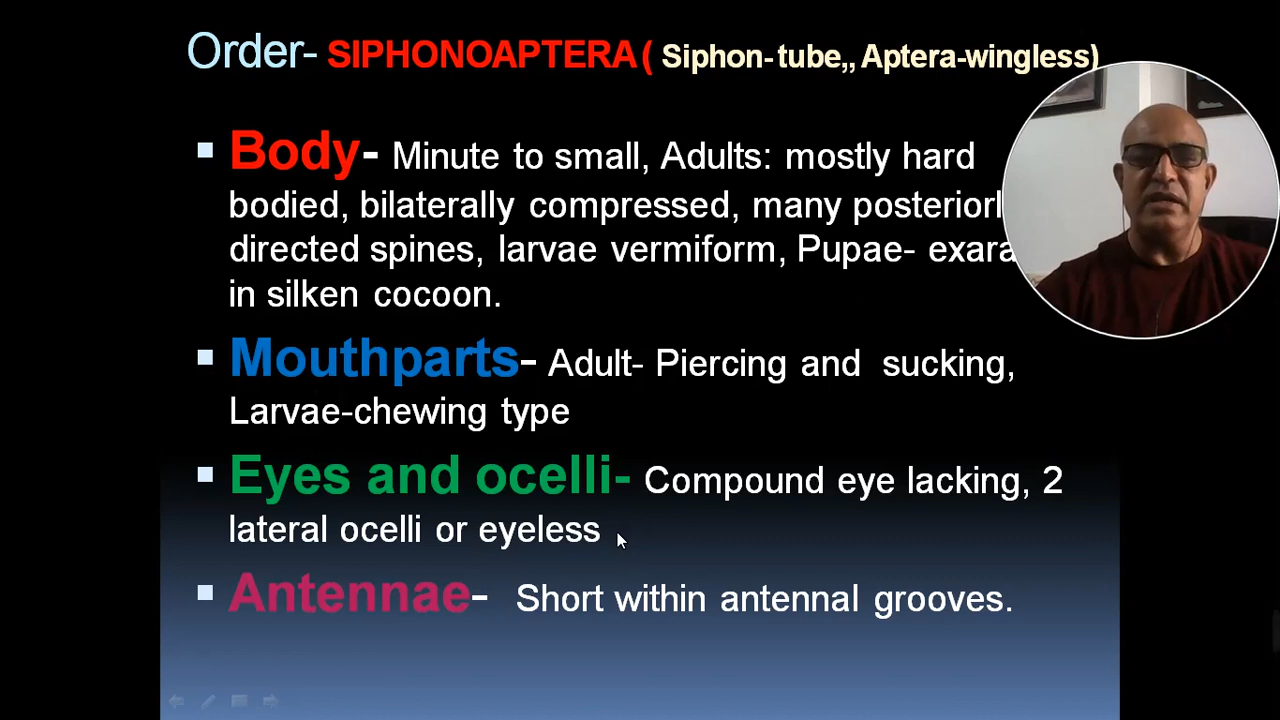 Order- SIPHONOAPTERA ( Siphon- tube,, Aptera-wingless)
Body- Minute to small, Adults: mostly hard
bodied, bilaterally compressed, many
directed spines, larvae vermiform, Pupae-
in silken cocoon.
Mouthparts- Adult- Piercing and sucking,
Larvae-chewing type
Eyes and ocelli- Compound eye lacking, 2
lateral ocelli or eyeless
Antennae- Short within antennal grooves.